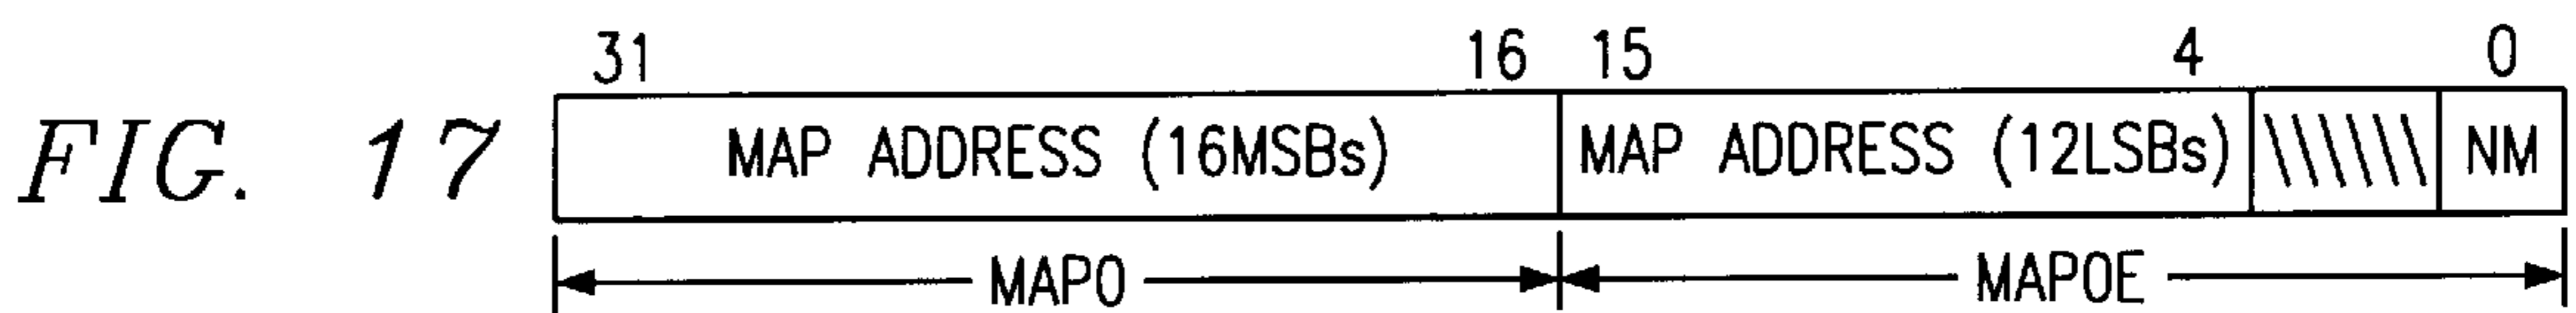 31 16 15 4 0
FIG. 17 MAP ADDRESS (16MSBs) MAP ADDRESS (12LSBs) NM
MAP0 MAP0E